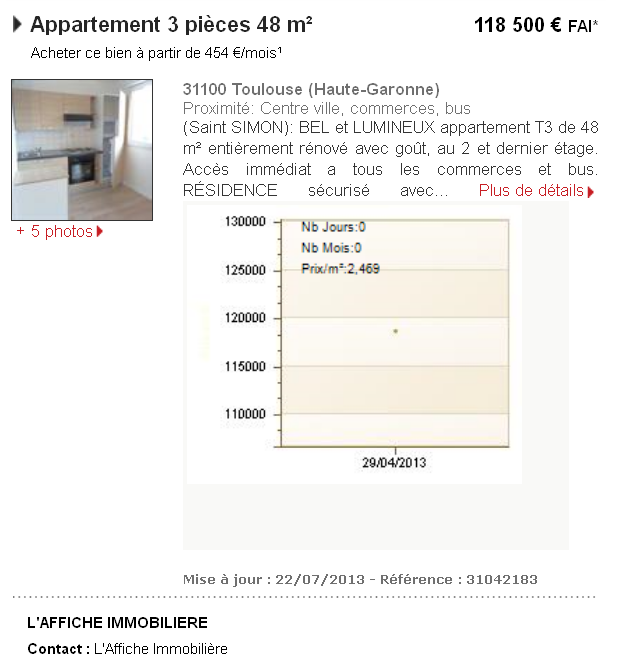 Appartement 3 pièces 48 m²
118 500 € FAI*
Acheter ce bien à partir de 454 €/mois¹
31100 Toulouse (Haute-Garonne)
Proximité: Centre ville, commerces, bus
(Saint SIMON): BEL et LUMINEUX appartement T3 de 48
m² entièrement rénové avec goût, au 2 et dernier étage.
Accès immédiat a tous les commerces et bus.
RÉSIDENCE sécurisé avec... Plus de détails
+ 5 photos
130000
Nb Jours:0
Nb Mois:0
125000
Prix/m²:2,469
120000
115000
110000
29/04/2013
Mise à jour : 22/07/2013 - Référence : 31042183
L'AFFICHE IMMOBILIERE
Contact : L'Affiche Immobilière